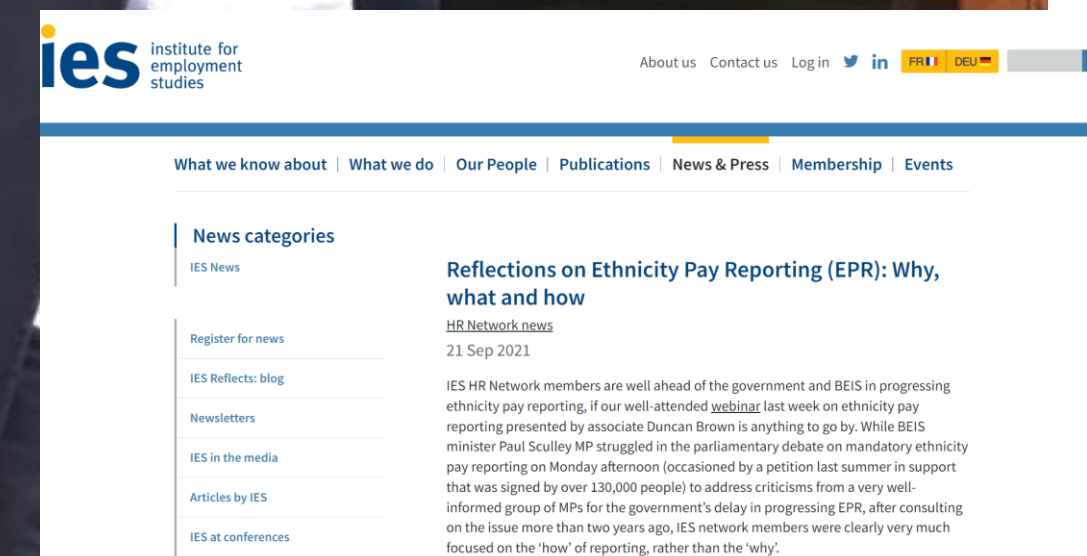 ies institute for
employment
studies
About us Contact us Log in FR DEU
What we know about What we do Our People Publications News & Press Membership Events
News categories
IES News
Register for news
IES Reflects: blog
Newsletters
IES in the media
Articles by IES
IES at conferences
Reflections on Ethnicity Pay Reporting (EPR): Why,
what and how
HR Network news
21 Sep 2021
IES HR Network members are well ahead of the government and BEIS in progressing
ethnicity pay reporting, if our well-attended webinar last week on ethnicity pay
reporting presented by associate Duncan Brown is anything to go by. While BEIS
minister Paul Sculley MP struggled in the parliamentary debate on mandatory ethnicity
pay reporting on Monday afternoon (occasioned by a petition last summer in support
that was signed by over 130,000 people) to address criticisms from a very well-
informed group of MPs for the government's delay in progressing EPR, after consulting
on the issue more than two years ago, IES network members were clearly very much
focused on the 'how' of reporting, rather than the 'why'.